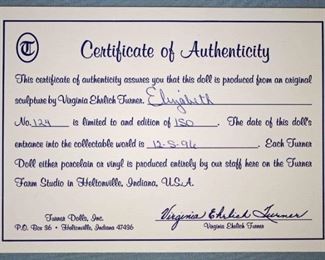 T
Certificate of Authenticity
This certificate of authenticity assures you that this doll is produced from an original
sculpture by Virginia Ehrlich Turner. Elizabeth
No. 124 is limited to and edition of 150. The date of this doll's
entrance into the collectable world is 12-5-96. Each Turner
Doll either porcelain or vinyl is produced entirely by our staff here on the Turner
Farm Studio in Heltonville, Indiana, U.S.A.
Turner Dolls, Inc.
P.O. Box 36 • Heltonville, Indiana 47436
Virginia Ehrlich Turner
Virginia Ehrlich Turner